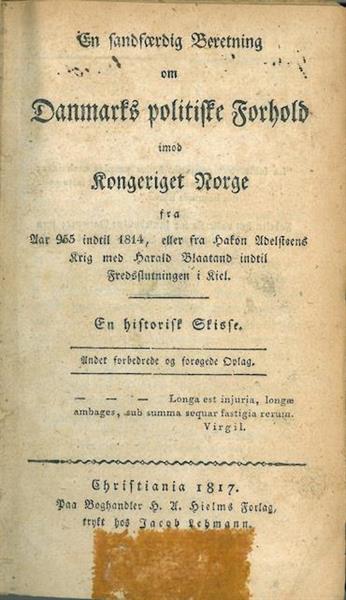 En sandfærdig Beretning
om
Danmarks politiske Forhold
imod
Kongeriget Norge
fra
Aar 955 indtil 1814, eller fra Hakon Adelsteens
Krig med Harald Blaatand indtil
Fredsslutningen i Kiel.
En historisk Skisse.
Andet forbedrede og forøgede Oplag.
— — — Longa est injuria, longæ
ambages, sub summa sequar fastigia rerum.
Virgil.
Christiania 1817.
Paa Boghandler H. A. Hielms Forlag,
trykt hos Jacob Lehmann.